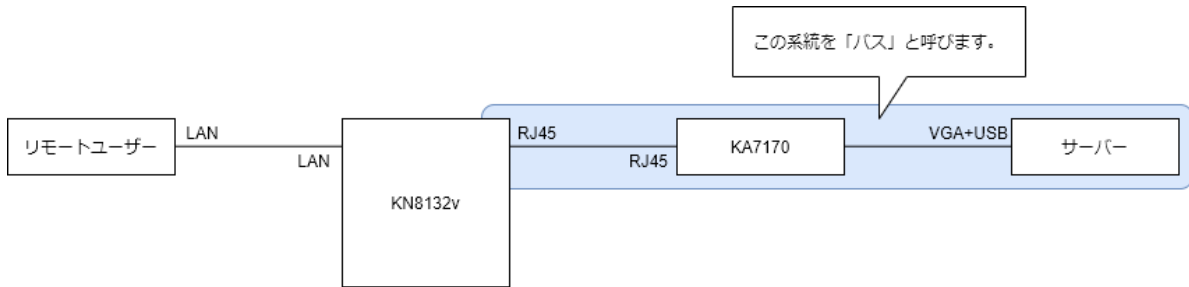 この系統を「バス」と呼びます。
リモートユーザー
LAN
LAN
KN8132v
RJ45
RJ45
KA7170
VGA+USB
サーバー